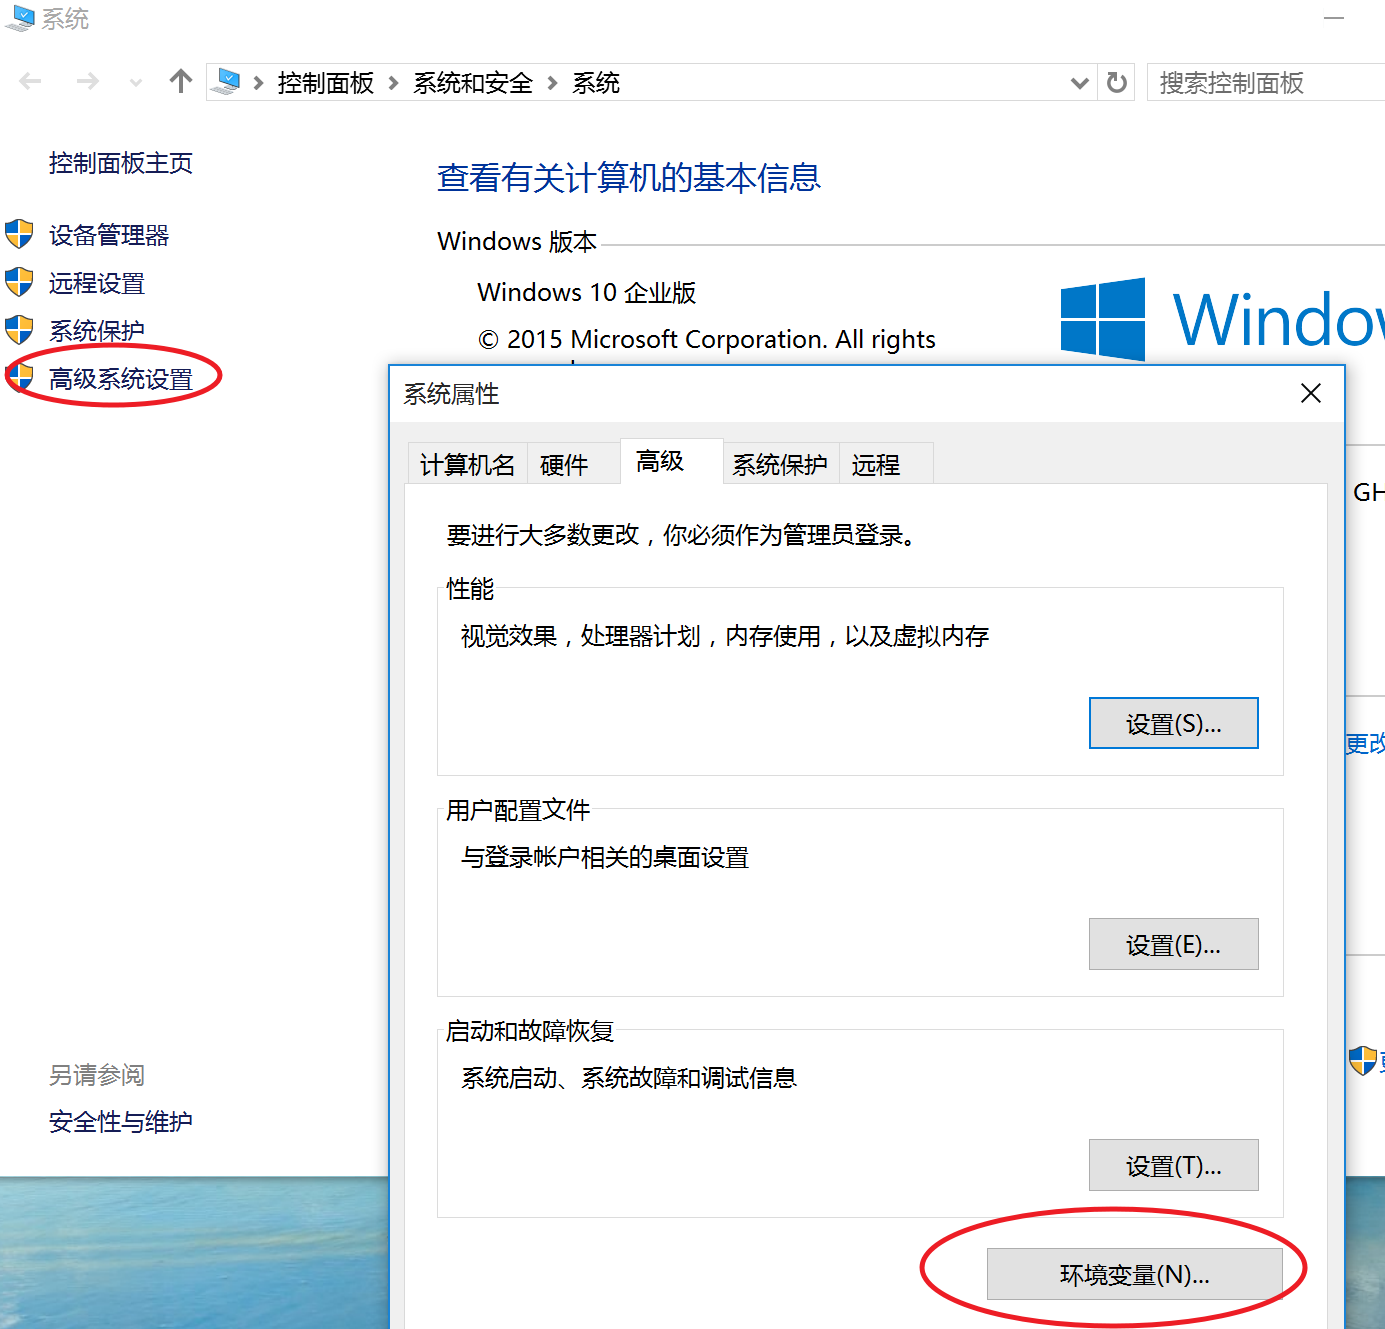 系统
控制面板 系统和安全 系统
搜索控制面板
控制面板主页
设备管理器
远程设置
系统保护
高级系统设置
另请参阅
安全性与维护
查看有关计算机的基本信息
Windows 版本
Windows 10 企业版
© 2015 Microsoft Corporation. All rights
系统属性
计算机名 硬件 高级 系统保护 远程
要进行大多数更改，你必须作为管理员登录。
性能
视觉效果，处理器计划，内存使用，以及虚拟内存
设置(S)...
用户配置文件
与登录帐户相关的桌面设置
设置(E)...
启动和故障恢复
系统启动、系统故障和调试信息
设置(T)...
环境变量(N)...
GH
更改